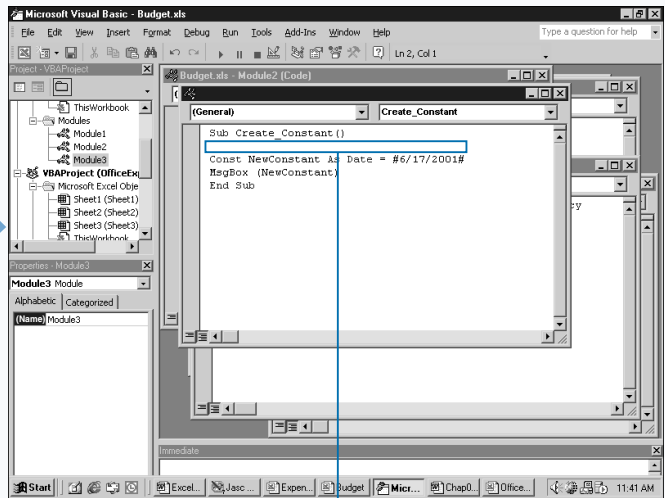 Microsoft Visual Basic - Budget.xls
File Edit View Insert Format Debug Run Tools Add-Ins Window Help
Type a question for help
Ln 2, Col 1
Project - VBAProject
ThisWorkbook
Modules
Module1
Module2
Module3
VBAProject (OfficeEx
Microsoft Excel Obje
Sheet1 (Sheet1)
Sheet2 (Sheet2)
Sheet3 (Sheet3)
ThisWorkbook
Properties - Module3
Module3 Module
Alphabetic Categorized
(Name) Module3
Budget.xls - Module2 (Code)
(General) Create_Constant
Sub Create_Constant()
Const NewConstant As Date = #6/17/2001#
MsgBox (NewConstant)
End Sub
Immediate
Start Excel... Jasc ... Expen... Budget Micr... Chap0... Office... 11:41 AM